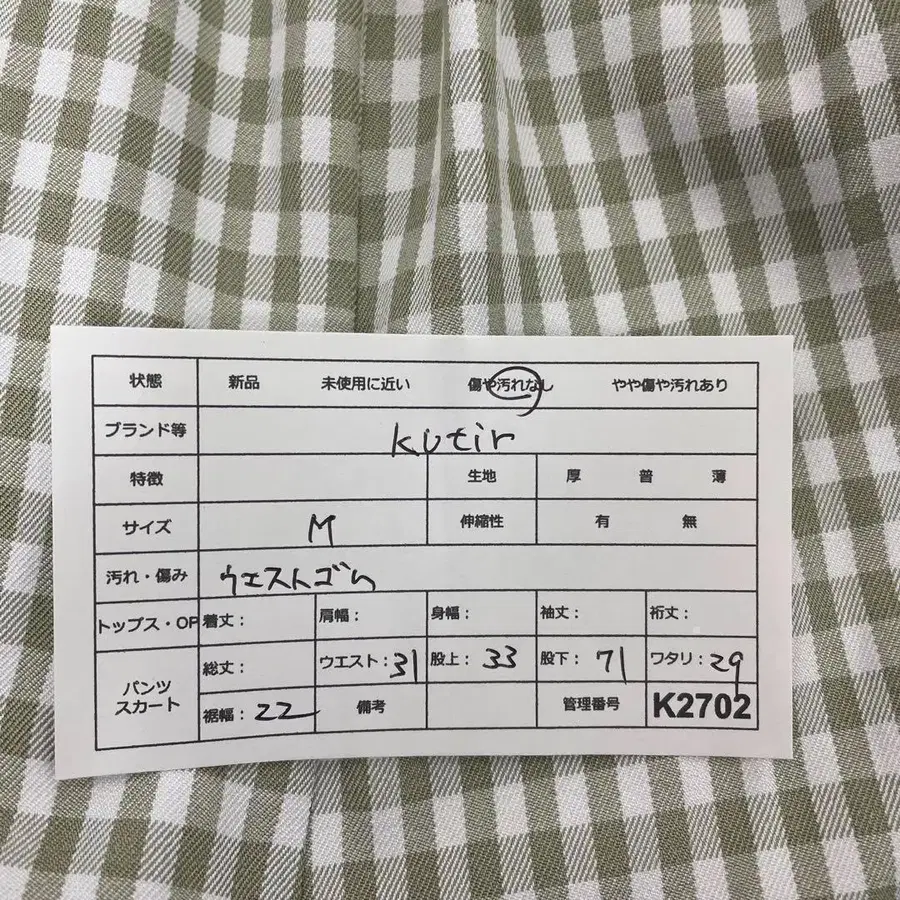 状態 新品 未使用に近い 傷や汚れなし やや傷や汚れあり
ブランド等 kutir
特徴 生地 厚 普 薄
サイズ M 伸縮性 有 無
汚れ・傷み ウエストゴム
トップス・OP 着丈： 肩幅： 身幅： 袖丈： 裄丈：
パンツ スカート 総丈： ウエスト：31 股上：33 股下：71 ワタリ：29
裾幅：22 備考 管理番号 K2702